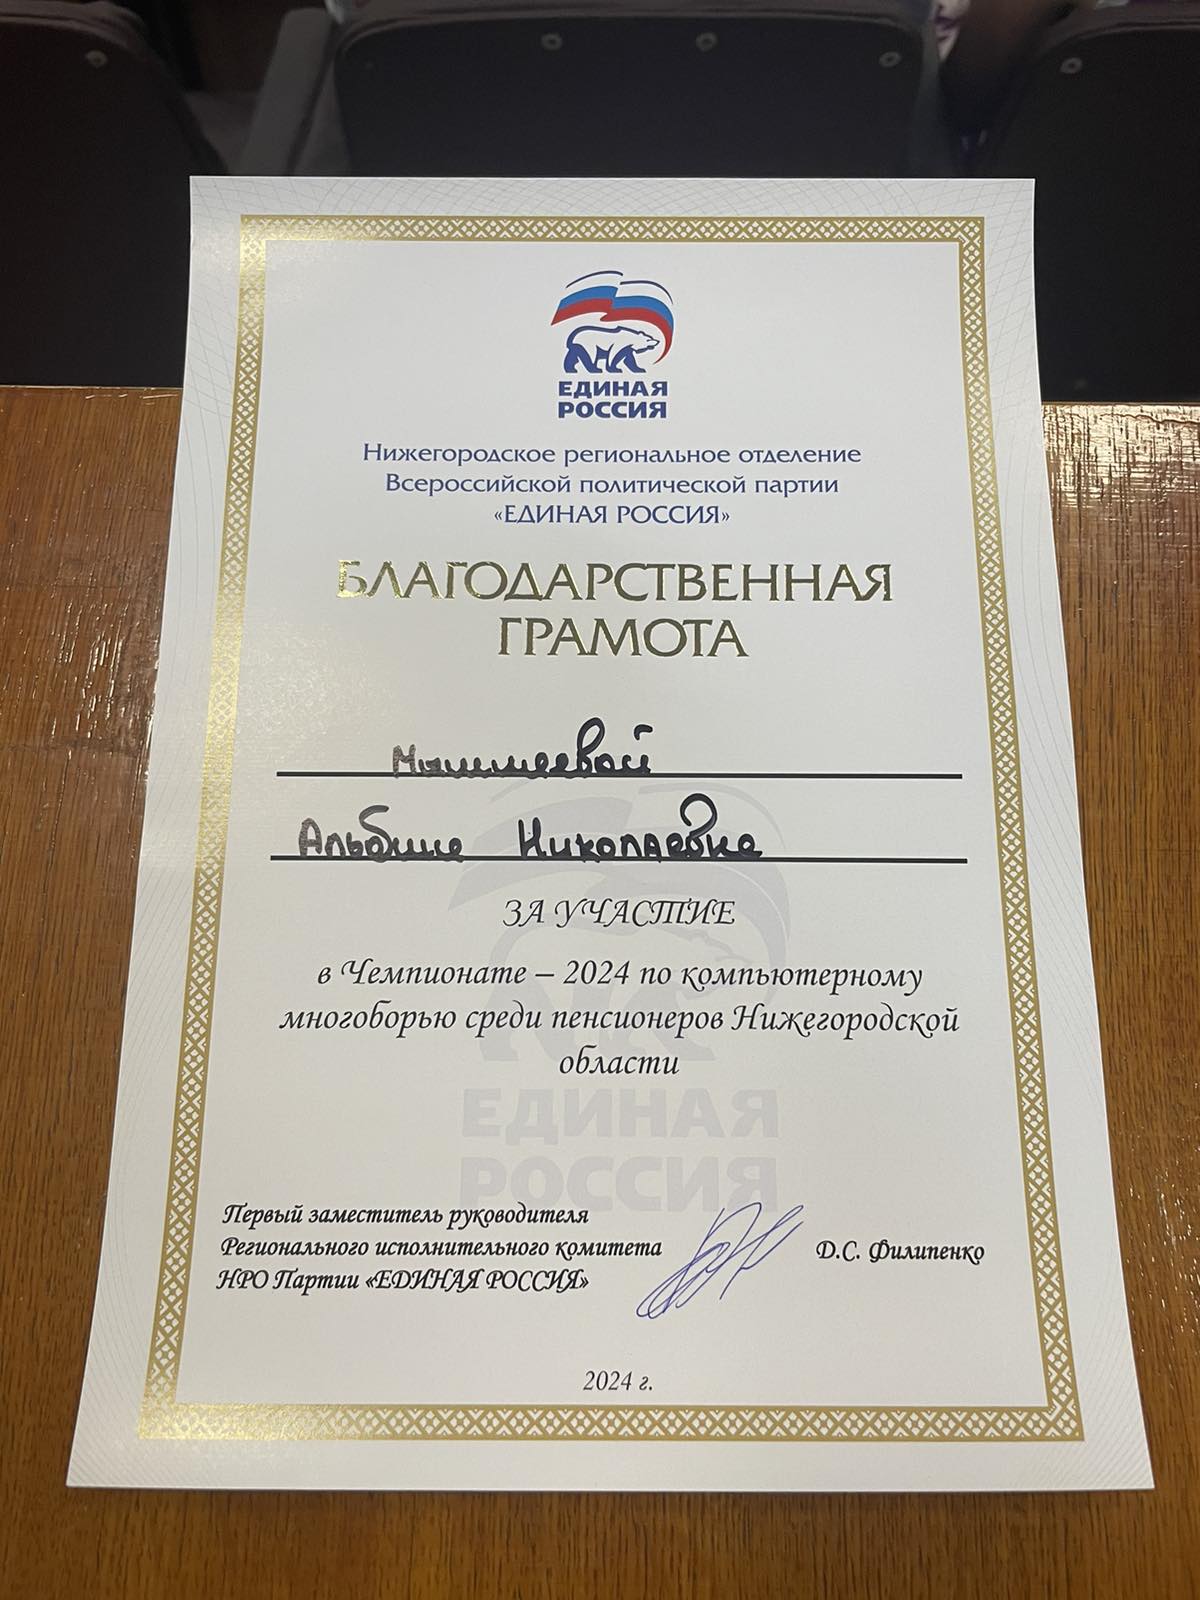 ЕДИНАЯ
РОССИЯ
Нижегородское региональное отделение
Всероссийской политической партии
«ЕДИНАЯ РОССИЯ»
БЛАГОДАРСТВЕННАЯ
ГРАМОТА
Альбине Николаевне
ЗА УЧАСТИЕ
в Чемпионате – 2024 по компьютерному
многоборью среди пенсионеров Нижегородской
области
ЕДИНАЯ
РОССИЯ
Первый заместитель руководителя
Регионального исполнительного комитета
НРО Партии «ЕДИНАЯ РОССИЯ»
Д.С. Филипенко
2024 г.